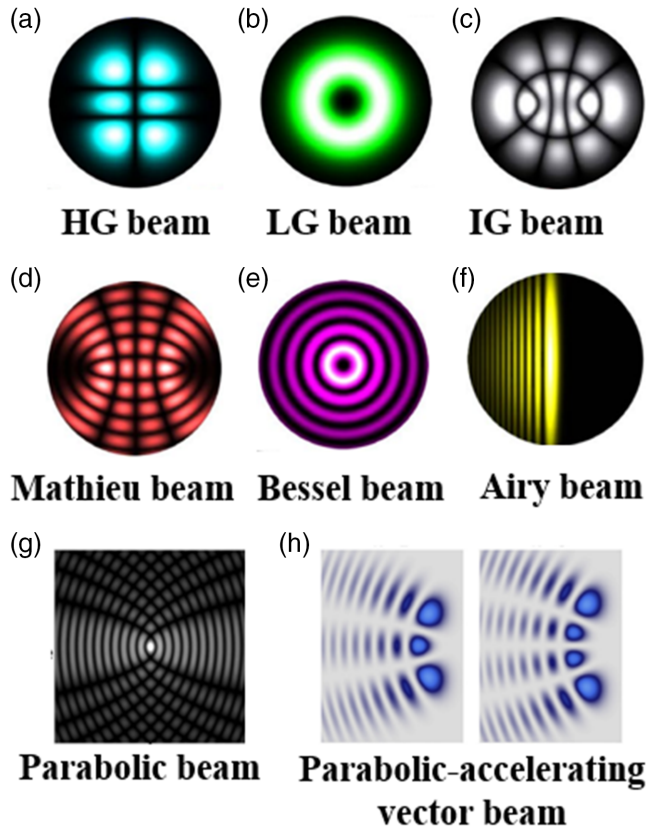 (a) (b) (c)
HG beam LG beam IG beam
(d) (e) (f)
Mathieu beam Bessel beam Airy beam
(g) (h)
Parabolic beam Parabolic-accelerating
vector beam